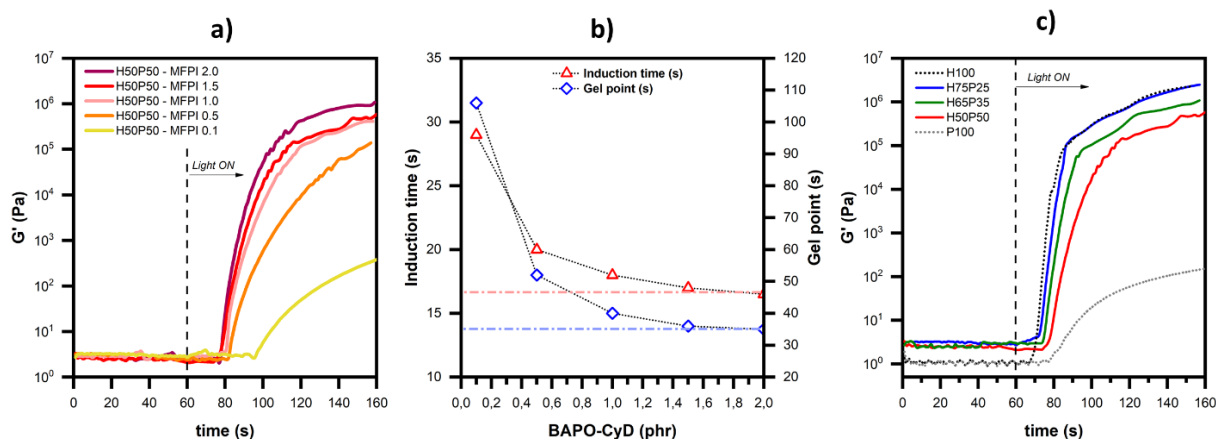 a)
10⁷
10⁶
10⁵
10⁴
10³
10²
10¹
10⁰
G' (Pa)
H50P50 - MFPI 2.0
H50P50 - MFPI 1.5
H50P50 - MFPI 1.0
H50P50 - MFPI 0.5
H50P50 - MFPI 0.1
Light ON
0 20 40 60 80 100 120 140 160
time (s)
b)
35
30
25
20
15
10
Induction time (s)
Induction time (s)
Gel point (s)
120
110
100
90
80
70
60
50
40
30
20
Gel point (s)
0,0 0,2 0,4 0,6 0,8 1,0 1,2 1,4 1,6 1,8 2,0
BAPO-CyD (phr)
c)
10⁷
10⁶
10⁵
10⁴
10³
10²
10¹
10⁰
G' (Pa)
H100
H75P25
H65P35
H50P50
P100
Light ON
0 20 40 60 80 100 120 140 160
time (s)